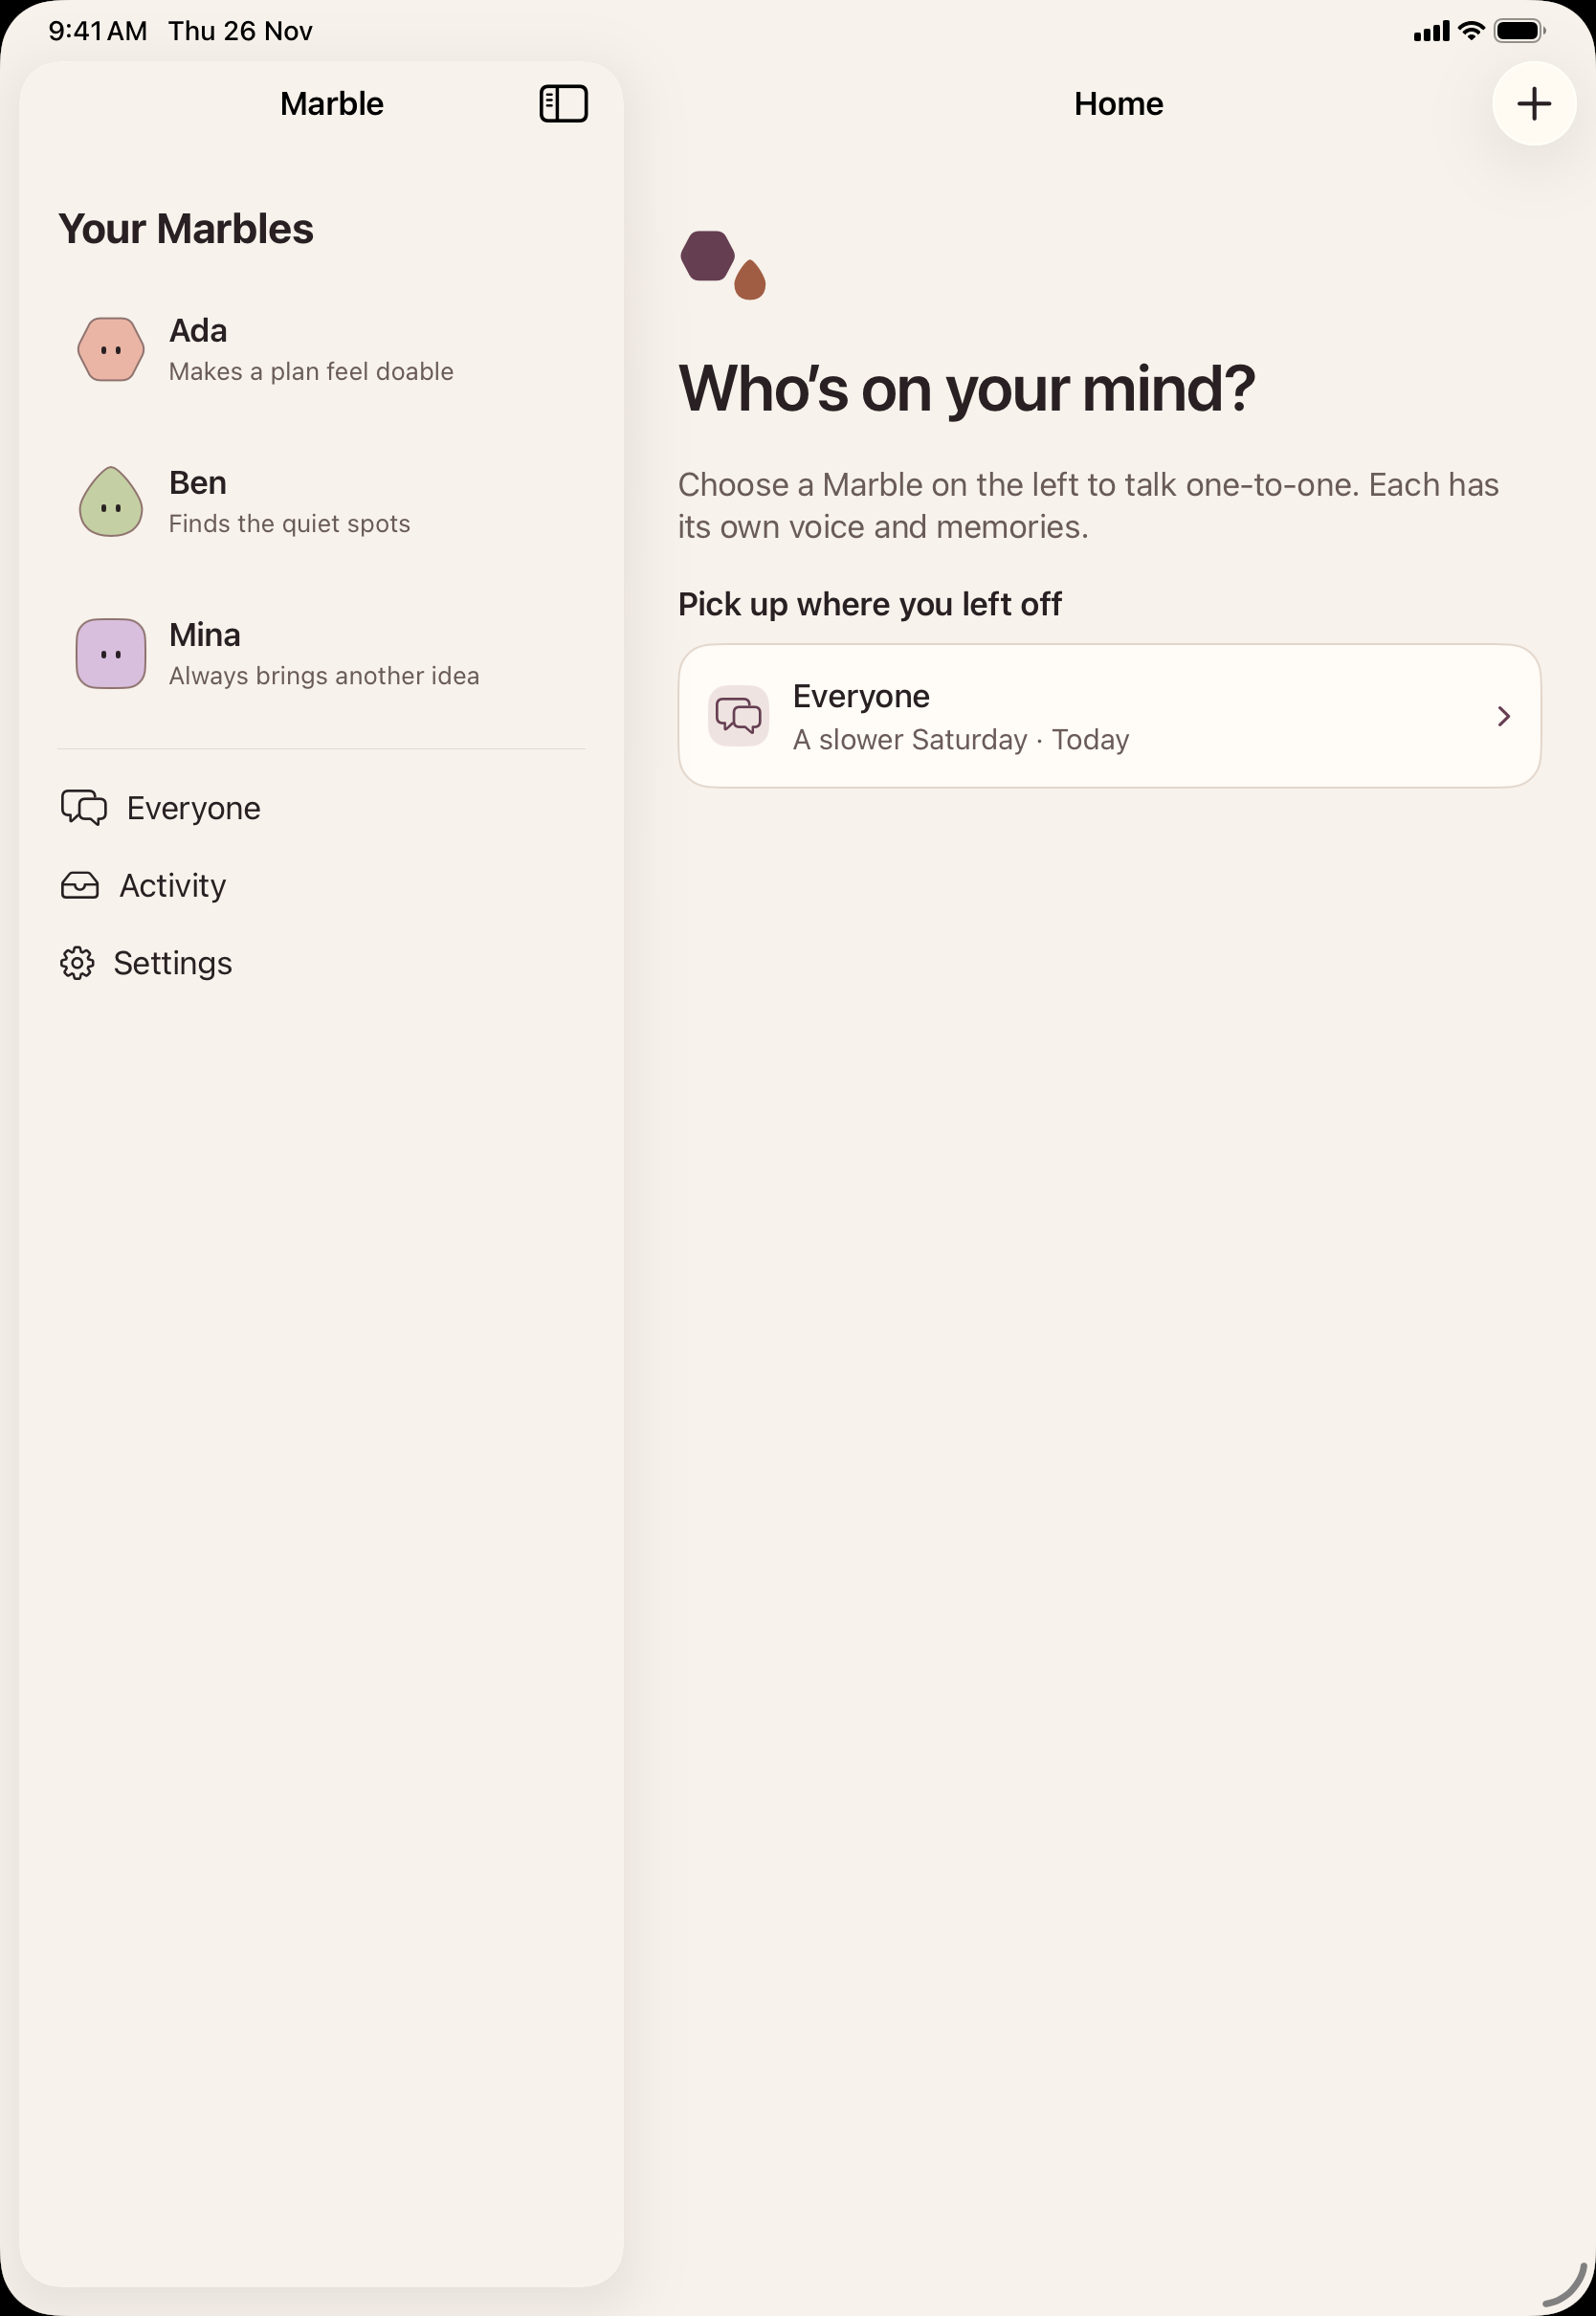 9:41 AM Thu 26 Nov
Marble
Your Marbles
Ada
Makes a plan feel doable
Ben
Finds the quiet spots
Mina
Always brings another idea
Everyone
Activity
Settings
Home
Who’s on your mind?
Choose a Marble on the left to talk one-to-one. Each has
its own voice and memories.
Pick up where you left off
Everyone
A slower Saturday · Today